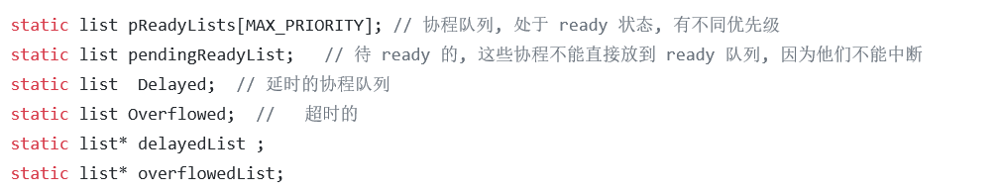 static list pReadyLists[MAX_PRIORITY]; // 协程队列, 处于 ready 状态, 有不同优先级
static list pendingReadyList;   // 待 ready 的, 这些协程不能直接放到 ready 队列, 因为他们不能中断
static list  Delayed;  // 延时的协程队列
static list Overflowed;  //   超时的
static list* delayedList ;
static list* overflowedList;